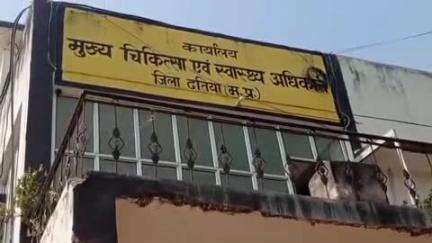 कार्यालय
मुख्य चिकित्सा एवं स्वास्थ्य अधिकारी
जिला दतिया (म.प्र.)